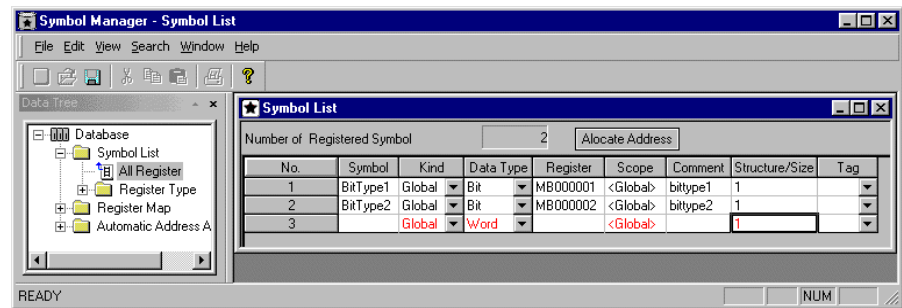 Symbol Manager - Symbol List
File Edit View Search Window Help
Data Tree
Database
Symbol List
All Register
Register Type
Register Map
Automatic Address A
Symbol List
Number of Registered Symbol 2 Alocate Address
No. Symbol Kind Data Type Register Scope Comment Structure/Size Tag
1 BitType1 Global Bit MB000001 <Global> bittype1 1
2 BitType2 Global Bit MB000002 <Global> bittype2 1
3 Global Word <Global> 1
READY NUM